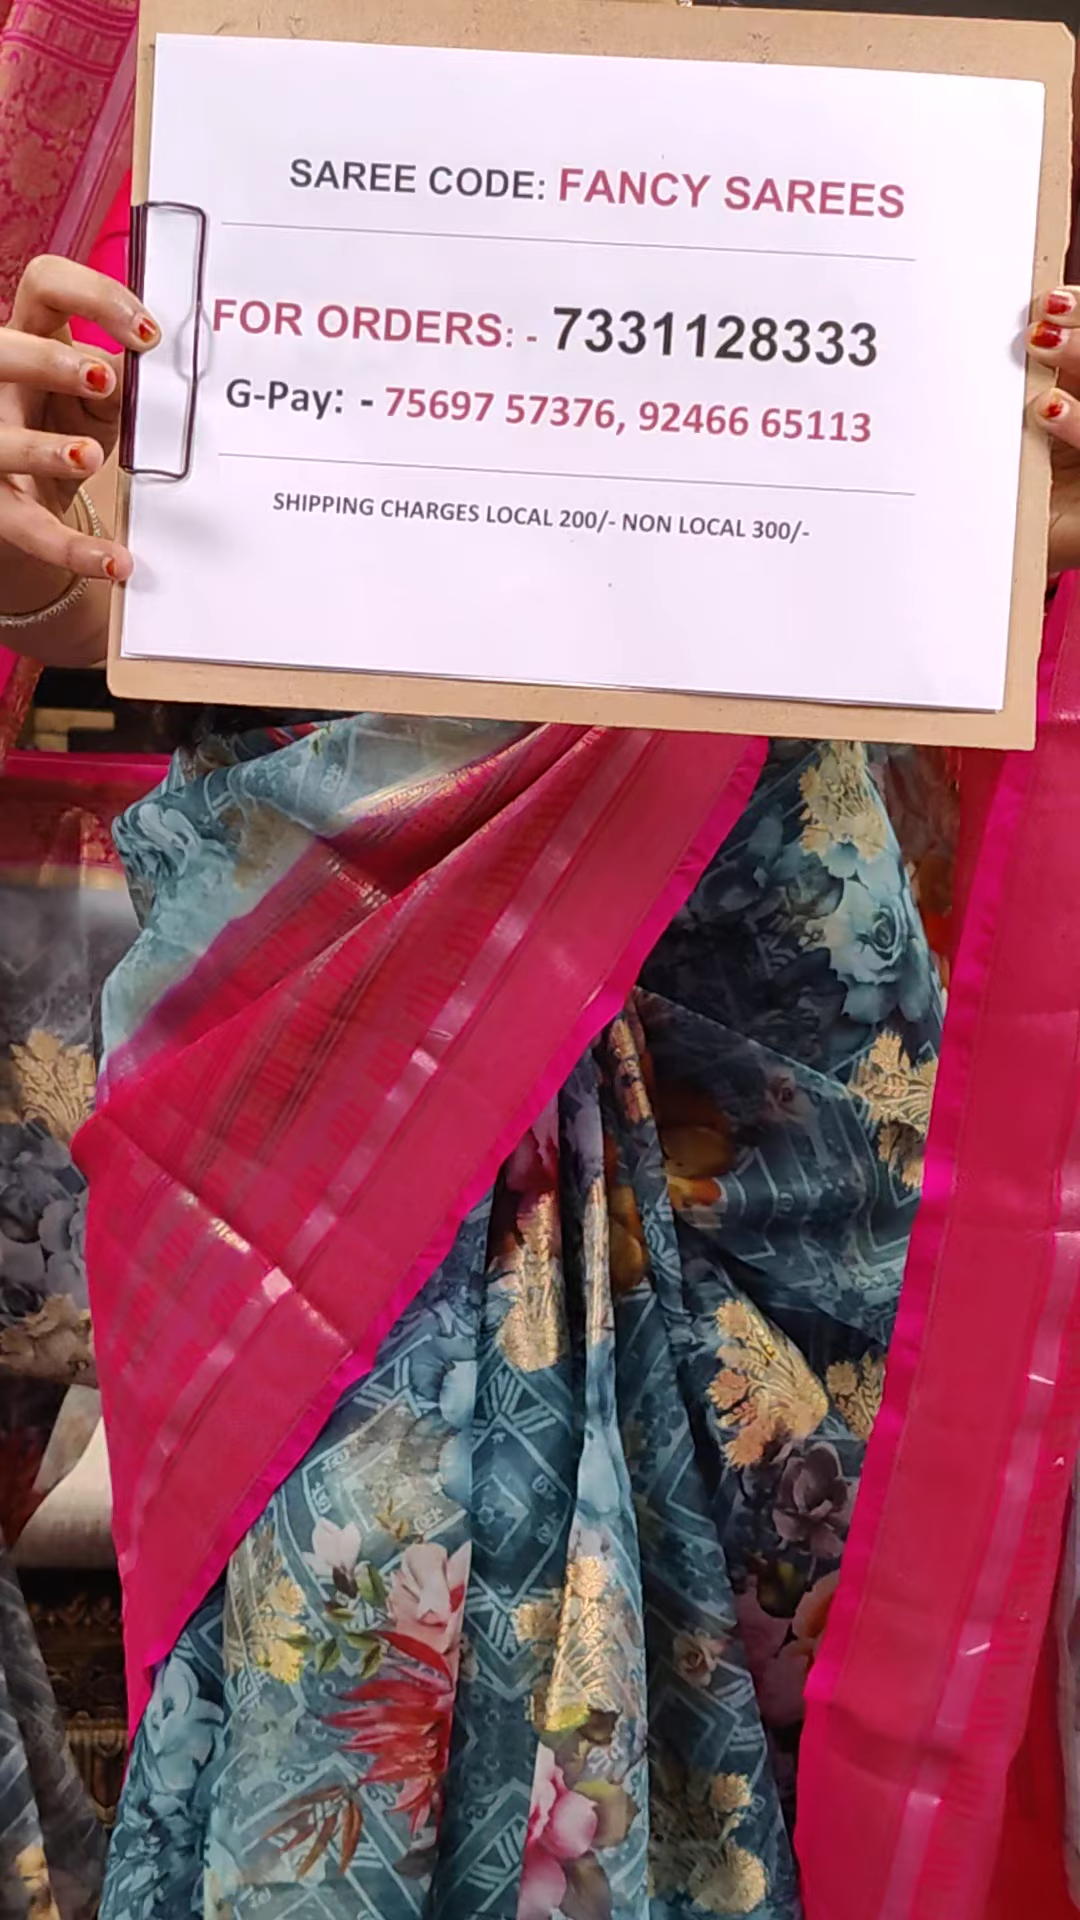 SAREE CODE: FANCY SAREES
FOR ORDERS: - 7331128333
G-Pay: - 75697 57376, 92466 65113
SHIPPING CHARGES LOCAL 200/- NON LOCAL 300/-